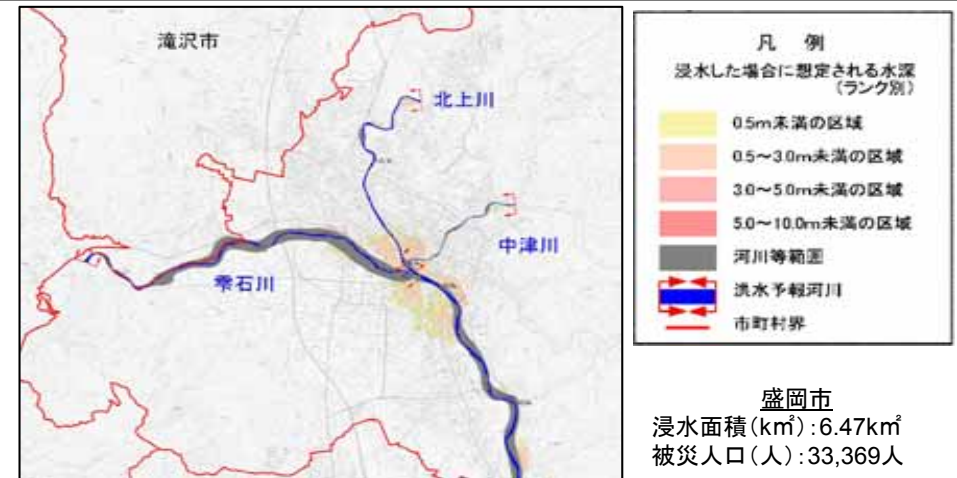 滝沢市
北上川
中津川
雫石川
凡 例
浸水した場合に想定される水深
(ランク別)
0.5m未満の区域
0.5～3.0m未満の区域
3.0～5.0m未満の区域
5.0～10.0m未満の区域
河川等範囲
洪水予報河川
市町村界
盛岡市
浸水面積(k㎡):6.47k㎡
被災人口(人):33,369人